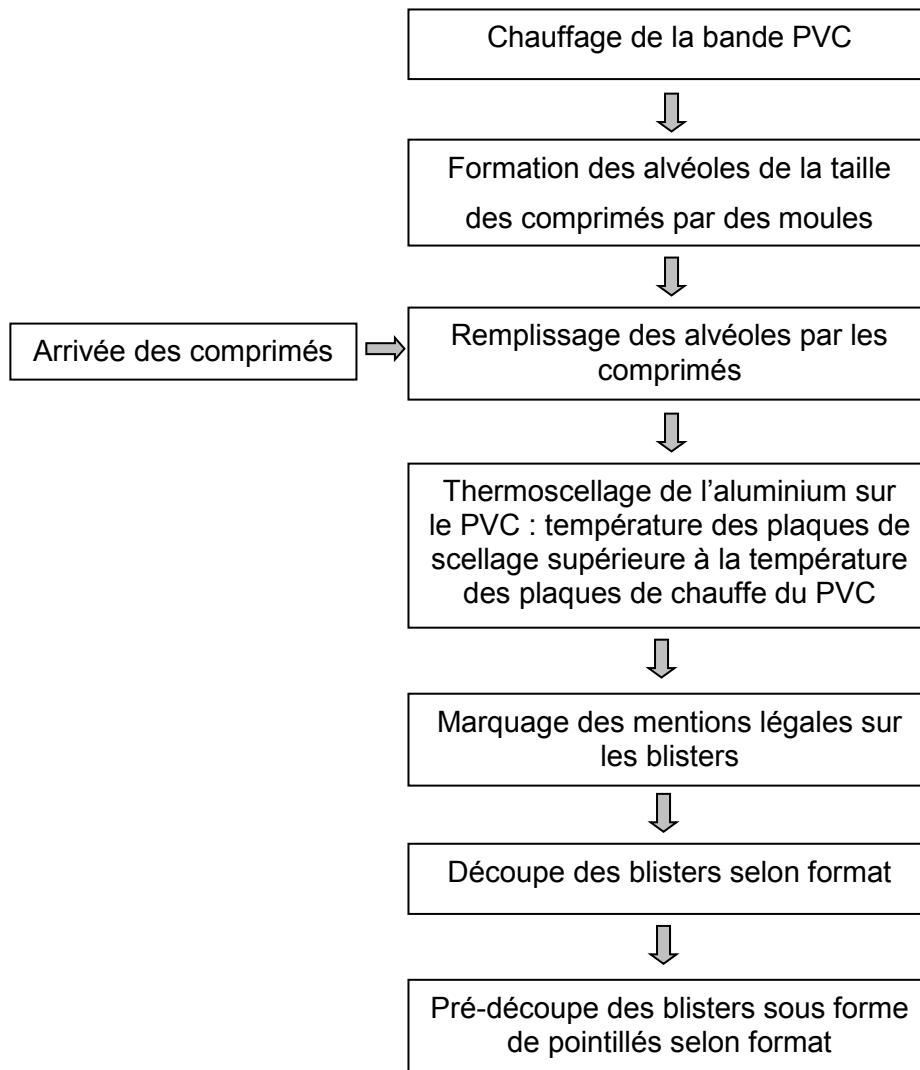 Chauffage de la bande PVC
Formation des alvéoles de la taille
des comprimés par des moules
Arrivée des comprimés
Remplissage des alvéoles par les
comprimés
Thermoscellage de l’aluminium sur
le PVC : température des plaques de
scellage supérieure à la température
des plaques de chauffe du PVC
Marquage des mentions légales sur
les blisters
Découpe des blisters selon format
Pré-découpe des blisters sous forme
de pointillés selon format